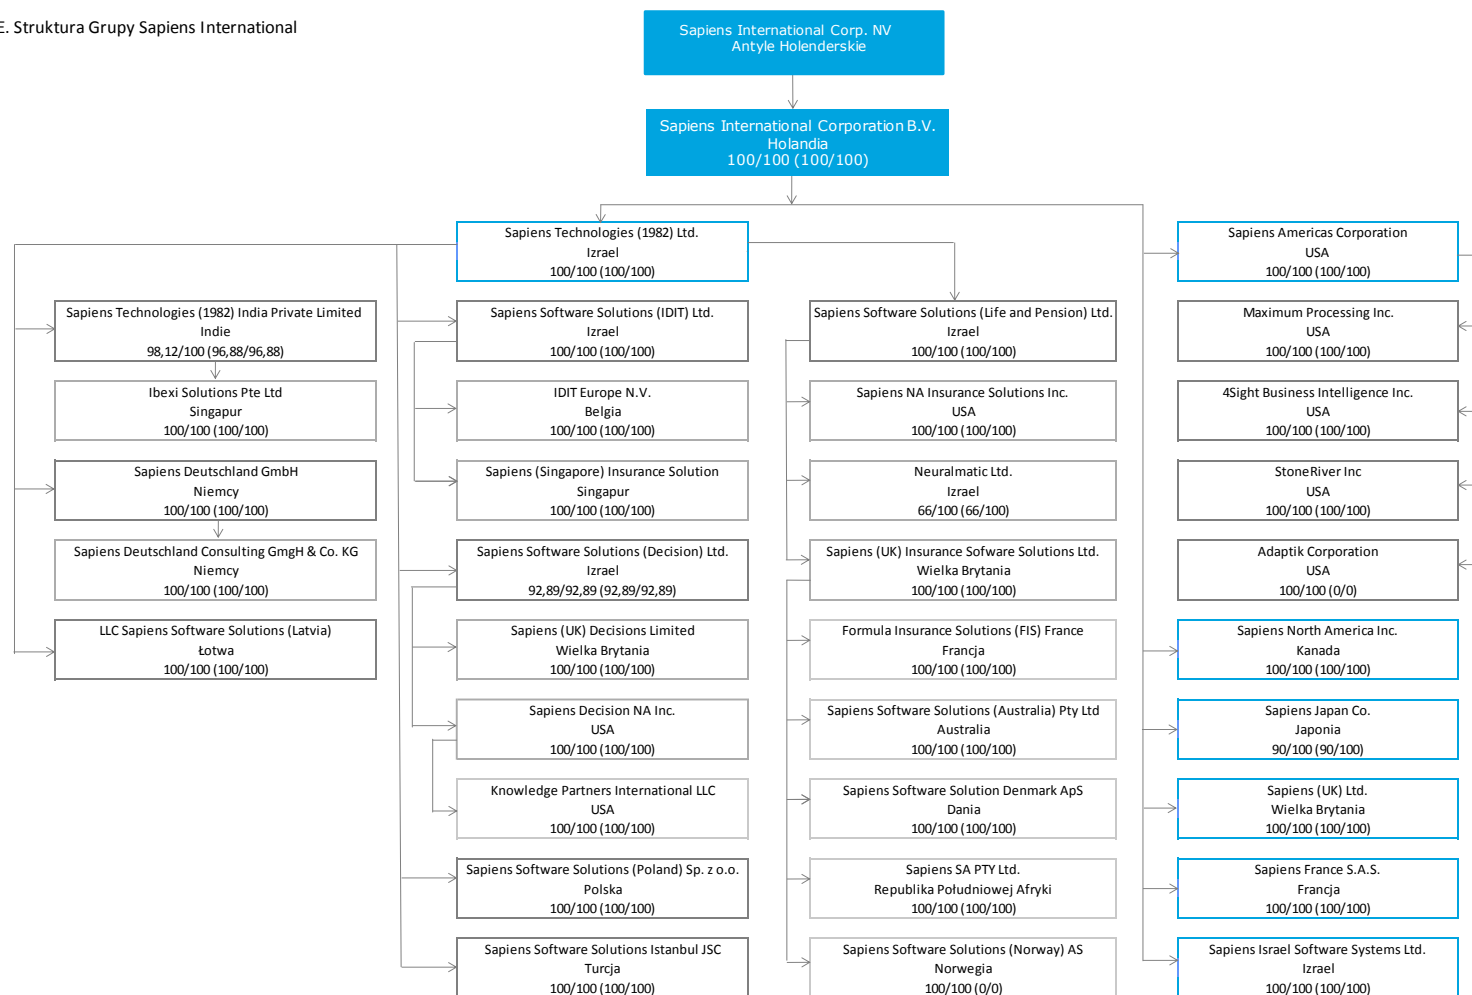 E. Struktura Grupy Sapiens International
Sapiens International Corp. NV
Antyle Holenderskie
Sapiens International Corporation B.V.
Holandia
100/100 (100/100)
Sapiens Technologies (1982) Ltd.
Izrael
100/100 (100/100)
Sapiens Americas Corporation
USA
100/100 (100/100)
Sapiens Technologies (1982) India Private Limited
Indie
98,12/100 (96,88/96,88)
Sapiens Software Solutions (IDIT) Ltd.
Izrael
100/100 (100/100)
Sapiens Software Solutions (Life and Pension) Ltd.
Izrael
100/100 (100/100)
Maximum Processing Inc.
USA
100/100 (100/100)
Ibexi Solutions Pte Ltd
Singapur
100/100 (100/100)
IDIT Europe N.V.
Belgia
100/100 (100/100)
Sapiens NA Insurance Solutions Inc.
USA
100/100 (100/100)
4Sight Business Intelligence Inc.
USA
100/100 (100/100)
Sapiens Deutschland GmbH
Niemcy
100/100 (100/100)
Sapiens (Singapore) Insurance Solution
Singapur
100/100 (100/100)
Neuralmatic Ltd.
Izrael
66/100 (66/100)
StoneRiver Inc
USA
100/100 (100/100)
Sapiens Deutschland Consulting GmgH & Co. KG
Niemcy
100/100 (100/100)
Sapiens Software Solutions (Decision) Ltd.
Izrael
92,89/92,89 (92,89/92,89)
Sapiens (UK) Insurance Sofware Solutions Ltd.
Wielka Brytania
100/100 (100/100)
Adaptik Corporation
USA
100/100 (0/0)
LLC Sapiens Software Solutions (Latvia)
Łotwa
100/100 (100/100)
Sapiens (UK) Decisions Limited
Wielka Brytania
100/100 (100/100)
Formula Insurance Solutions (FIS) France
Francja
100/100 (100/100)
Sapiens North America Inc.
Kanada
100/100 (100/100)
Sapiens Decision NA Inc.
USA
100/100 (100/100)
Sapiens Software Solutions (Australia) Pty Ltd
Australia
100/100 (100/100)
Sapiens Japan Co.
Japonia
90/100 (90/100)
Knowledge Partners International LLC
USA
100/100 (100/100)
Sapiens Software Solution Denmark ApS
Dania
100/100 (100/100)
Sapiens (UK) Ltd.
Wielka Brytania
100/100 (100/100)
Sapiens Software Solutions (Poland) Sp. z o.o.
Polska
100/100 (100/100)
Sapiens SA PTY Ltd.
Republika Południowej Afryki
100/100 (100/100)
Sapiens France S.A.S.
Francja
100/100 (100/100)
Sapiens Software Solutions Istanbul JSC
Turcja
100/100 (100/100)
Sapiens Software Solutions (Norway) AS
Norwegia
100/100 (0/0)
Sapiens Israel Software Systems Ltd.
Izrael
100/100 (100/100)